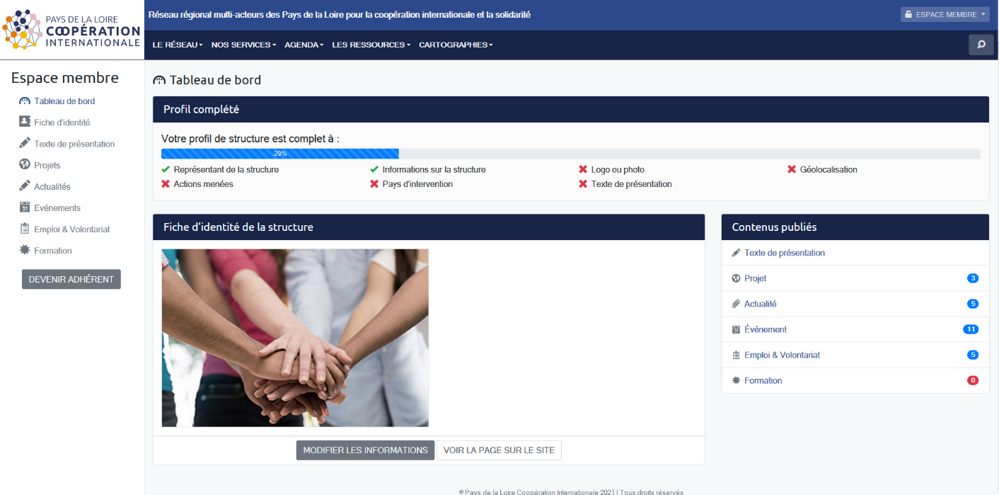 PAYS DE LA LOIRE
COOPÉRATION
INTERNATIONALE
Réseau régional multi-acteurs des Pays de la Loire pour la coopération internationale et la solidarité
ESPACE MEMBRE
LE RÉSEAU NOS SERVICES AGENDA LES RESSOURCES CARTOGRAPHIES
Espace membre
Tableau de bord
Fiche d'identité
Texte de présentation
Projets
Actualités
Evénements
Emploi & Volontariat
Formation
DEVENIR ADHÉRENT
Tableau de bord
Profil complété
Votre profil de structure est complet à :
29%
Représentant de la structure Informations sur la structure Logo ou photo Géolocalisation
Actions menées Pays d'intervention Texte de présentation
Fiche d'identité de la structure
MODIFIER LES INFORMATIONS VOIR LA PAGE SUR LE SITE
Contenus publiés
Texte de présentation
Projet 3
Actualité 5
Événement 11
Emploi & Volontariat 5
Formation 0
© Pays de la Loire Coopération Internationale 2021 | Tous droits réservés